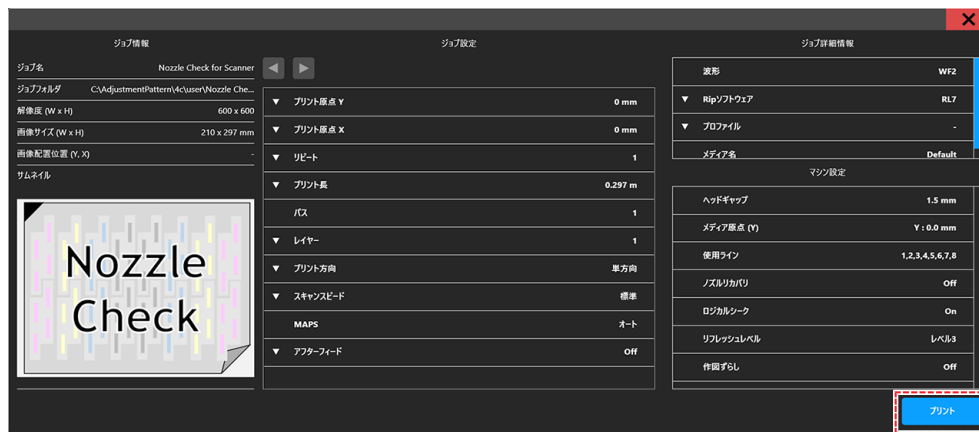 ジョブ情報
ジョブ名 Nozzle Check for Scanner
ジョブフォルダ C:\AdjustmentPattern\4c\user\Nozzle Che...
解像度 (W x H) 600 x 600
画像サイズ (W x H) 210 x 297 mm
画像配置位置 (Y, X) -
サムネイル
Nozzle
Check
ジョブ設定
プリント原点 Y 0 mm
プリント原点 X 0 mm
リピート 1
プリント長 0.297 m
パス 1
レイヤー 1
プリント方向 単方向
スキャンスピード 標準
MAPS オート
アフターフィード Off
ジョブ詳細情報
波形 WF2
Ripソフトウェア RL7
プロファイル -
メディア名 Default
マシン設定
ヘッドギャップ 1.5 mm
メディア原点 (Y) Y : 0.0 mm
使用ライン 1,2,3,4,5,6,7,8
ノズルリカバリ Off
ロジカルシーク On
リフレッシュレベル レベル3
作図ずらし Off
プリント